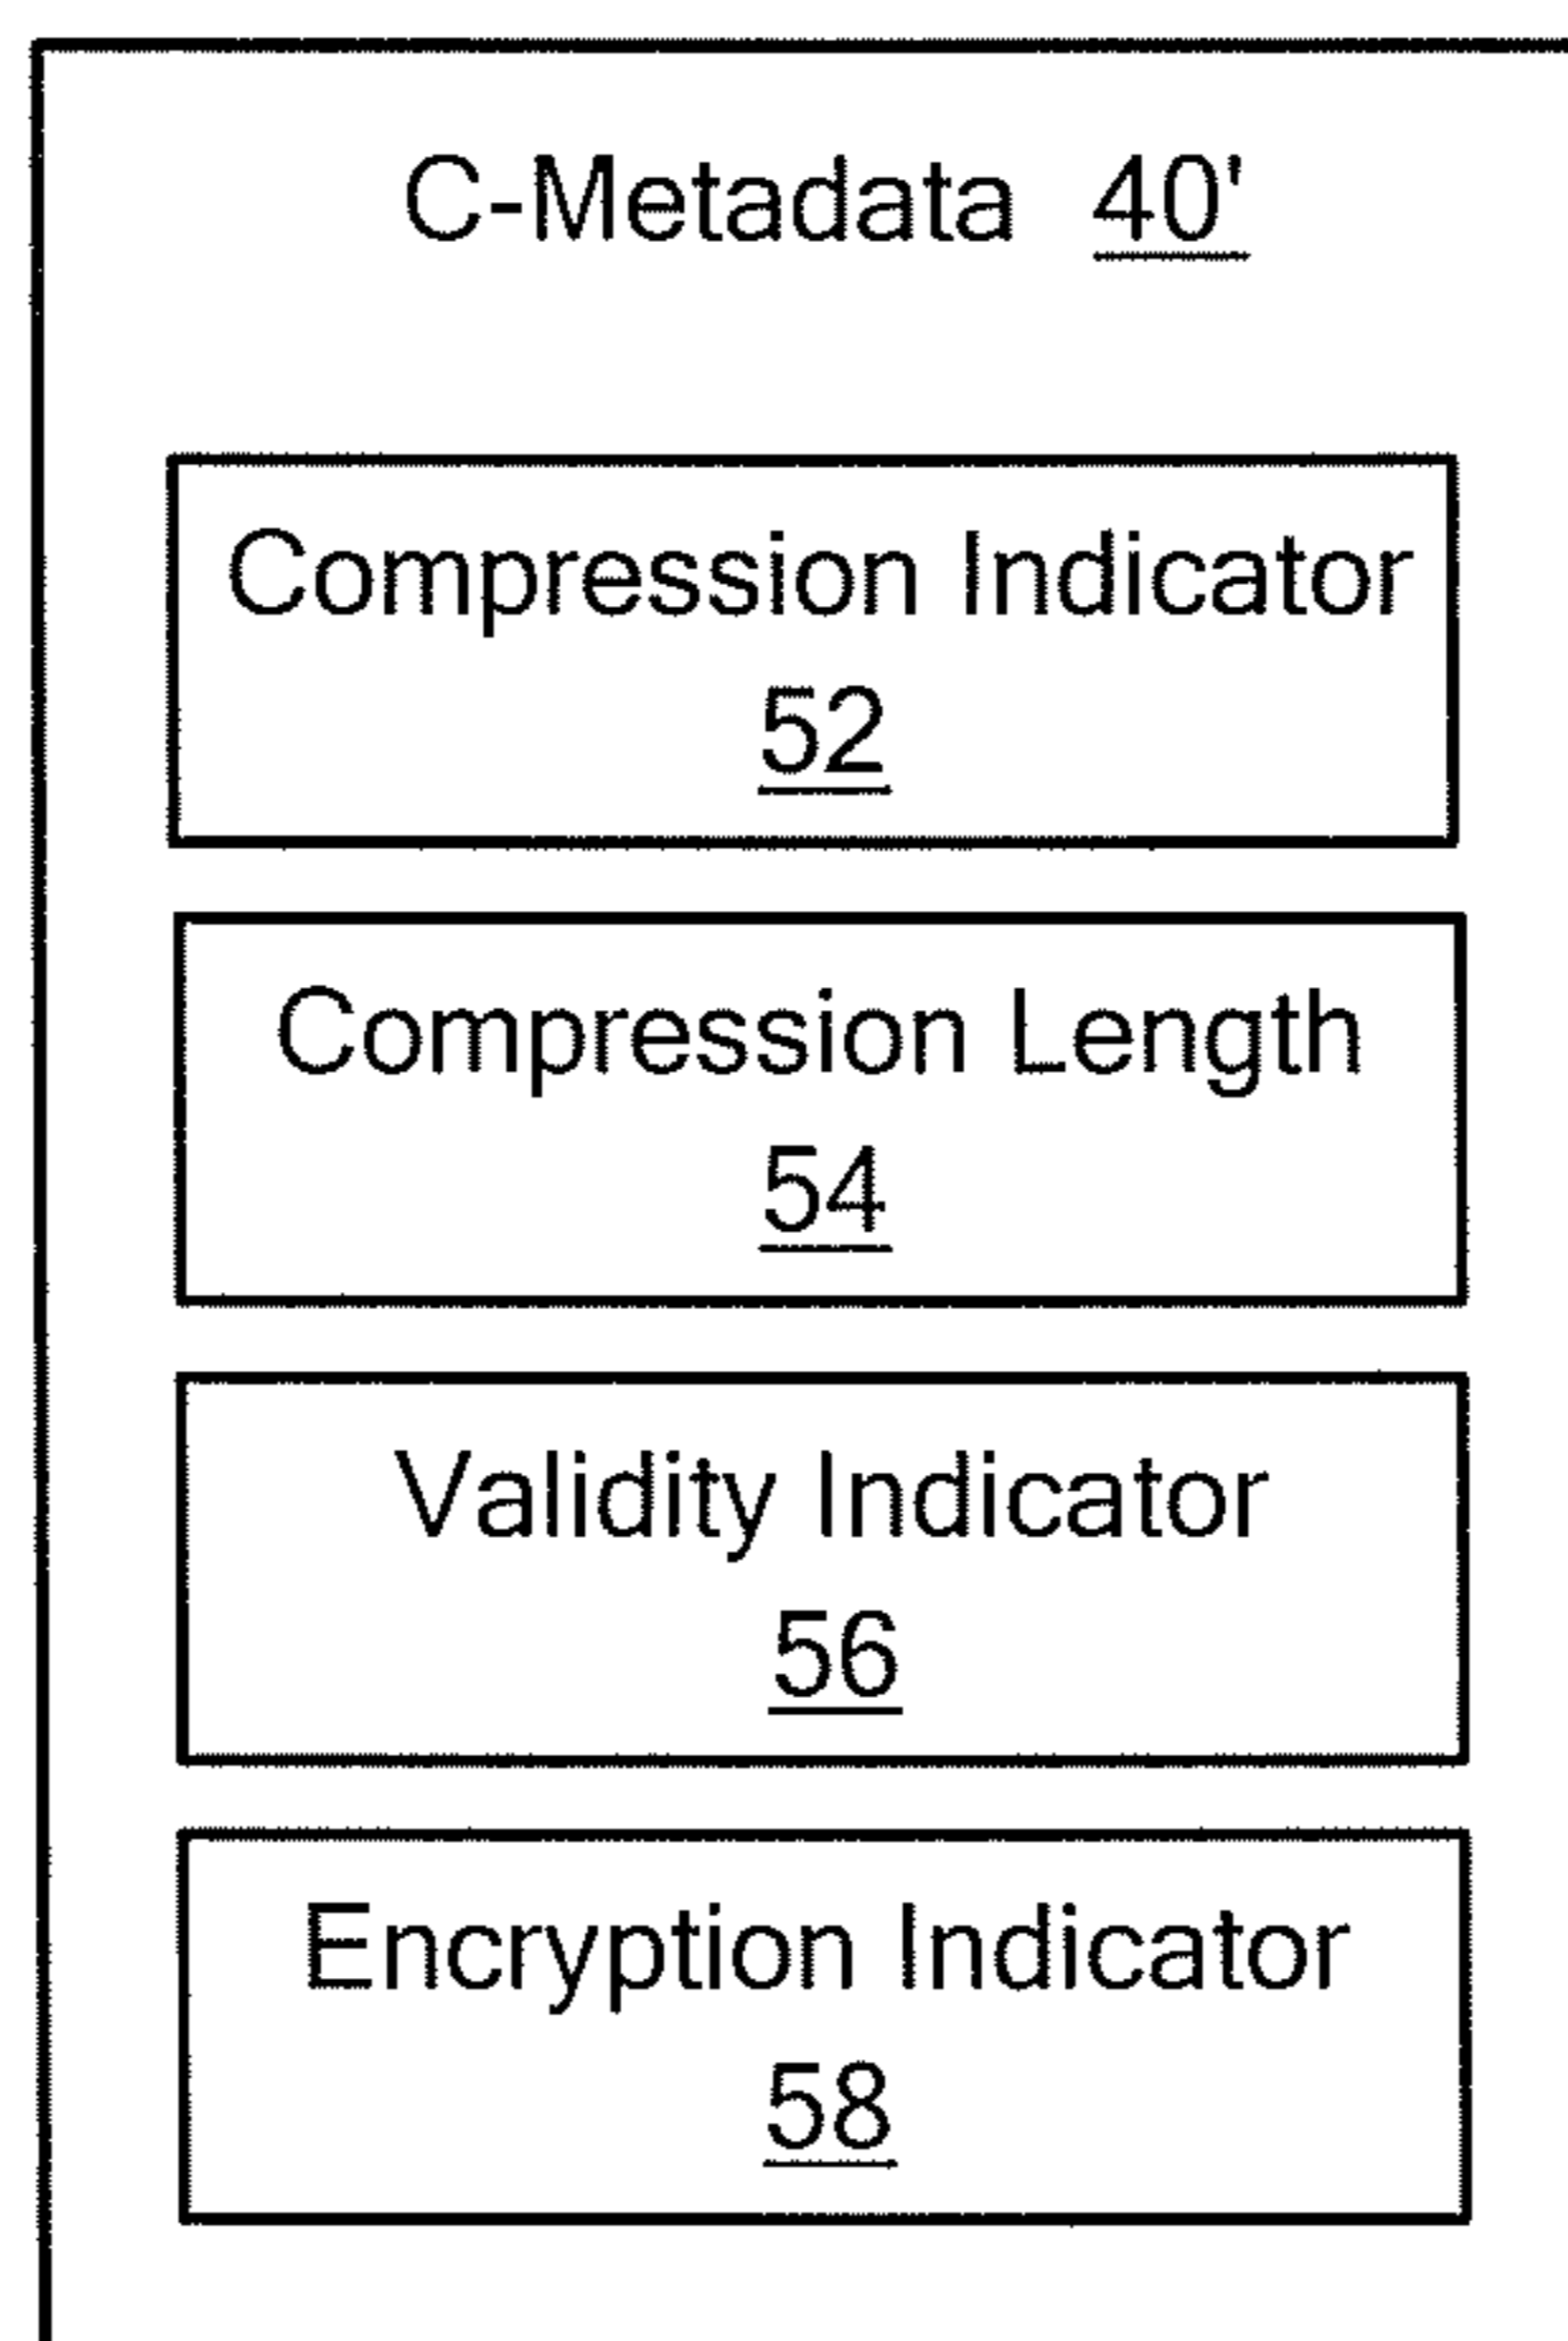 C-Metadata 40'
Compression Indicator
52
Compression Length
54
Validity Indicator
56
Encryption Indicator
58